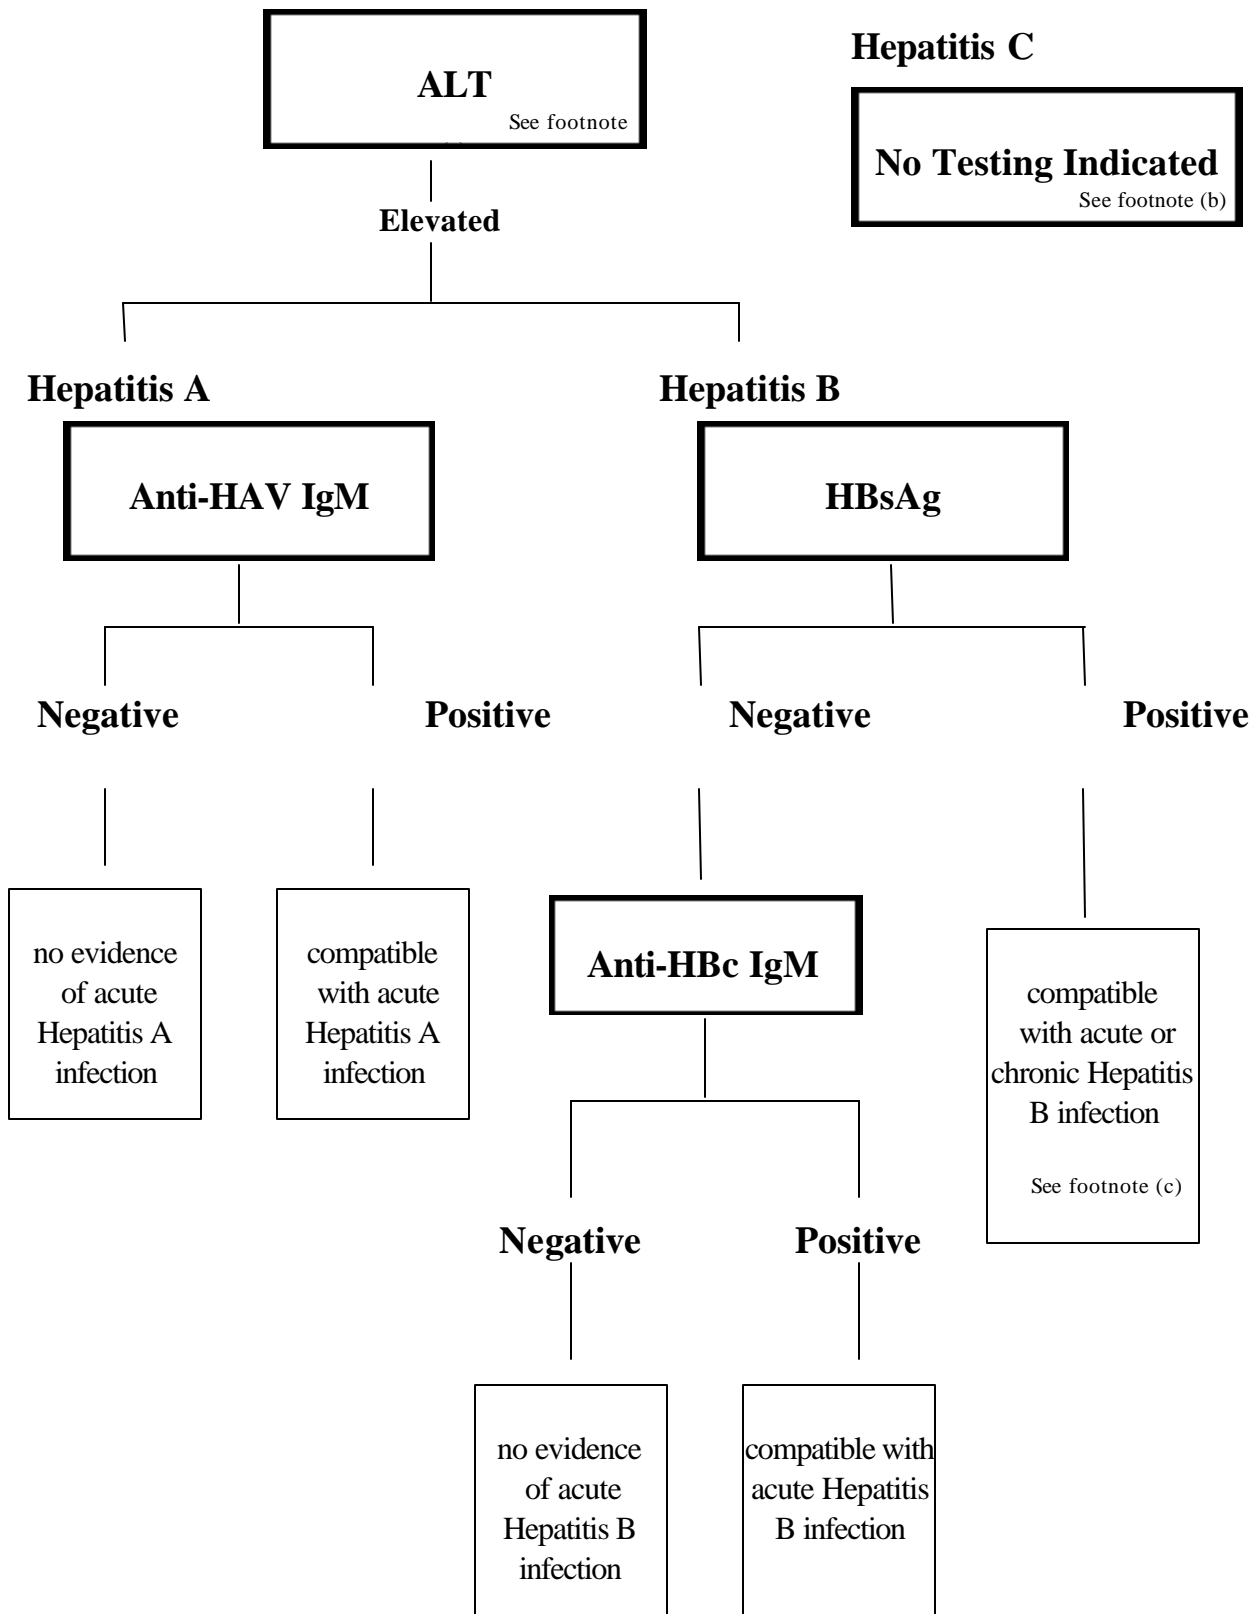 ALT
See footnote
Hepatitis C
No Testing Indicated
See footnote (b)
Elevated
Hepatitis A
Hepatitis B
Anti-HAV IgM
HBsAg
Negative
Positive
Negative
Positive
no evidence
of acute
Hepatitis A
infection
compatible
with acute
Hepatitis A
infection
Anti-HBc IgM
compatible
with acute or
chronic Hepatitis
B infection
See footnote (c)
Negative
Positive
no evidence
of acute
Hepatitis B
infection
compatible with
acute Hepatitis
B infection